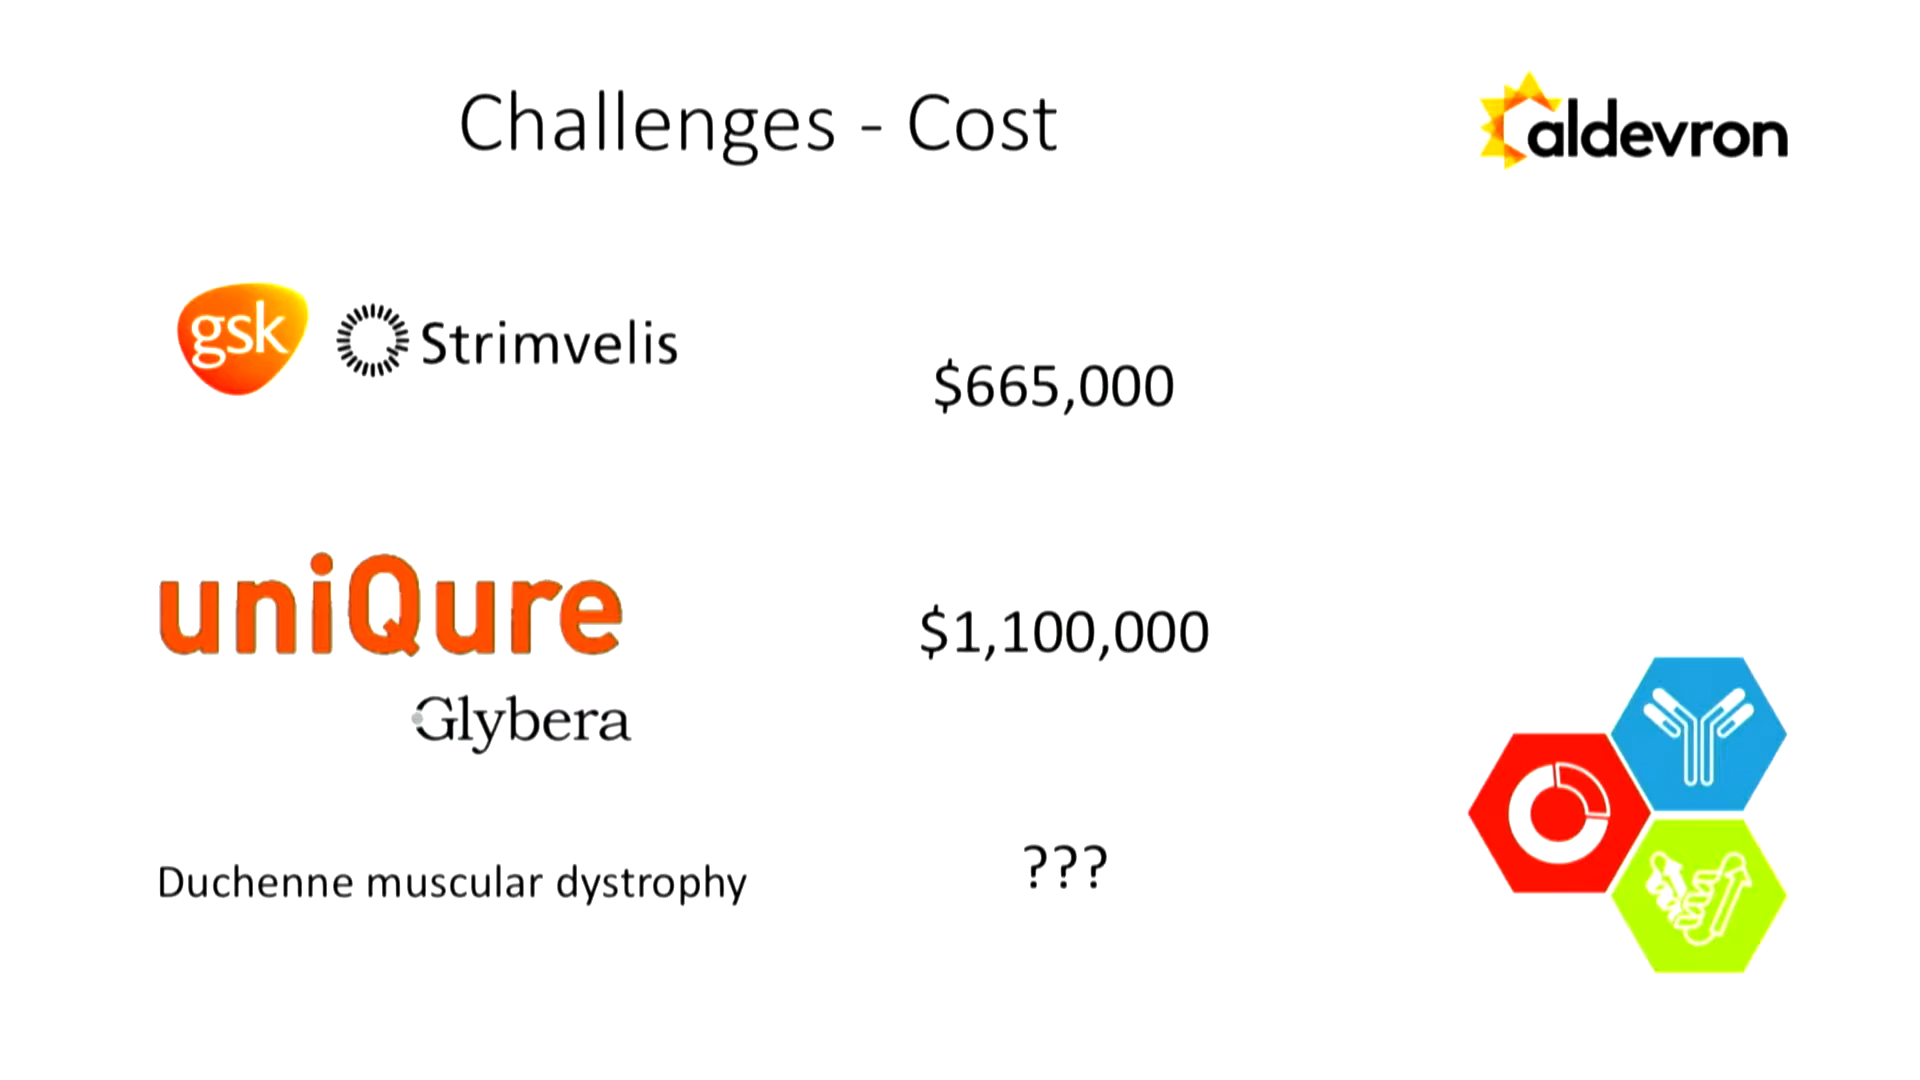 Challenges - Cost
aldevron
gsk
Strimvelis
$665,000
uniQure
$1,100,000
Glybera
Duchenne muscular dystrophy
???